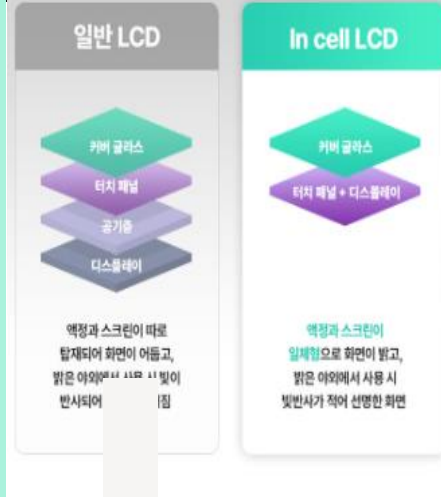 일반 LCD
커버 글라스
터치 패널
공기층
디스플레이
액정과 스크린이 따로
탑재되어 화면이 어둡고,
밝은 야외에서 사용 시 빛이
반사되어
In cell LCD
커버 글라스
터치 패널 + 디스플레이
액정과 스크린이
일체형으로 화면이 밝고,
밝은 야외에서 사용 시
빛반사가 적어 선명한 화면